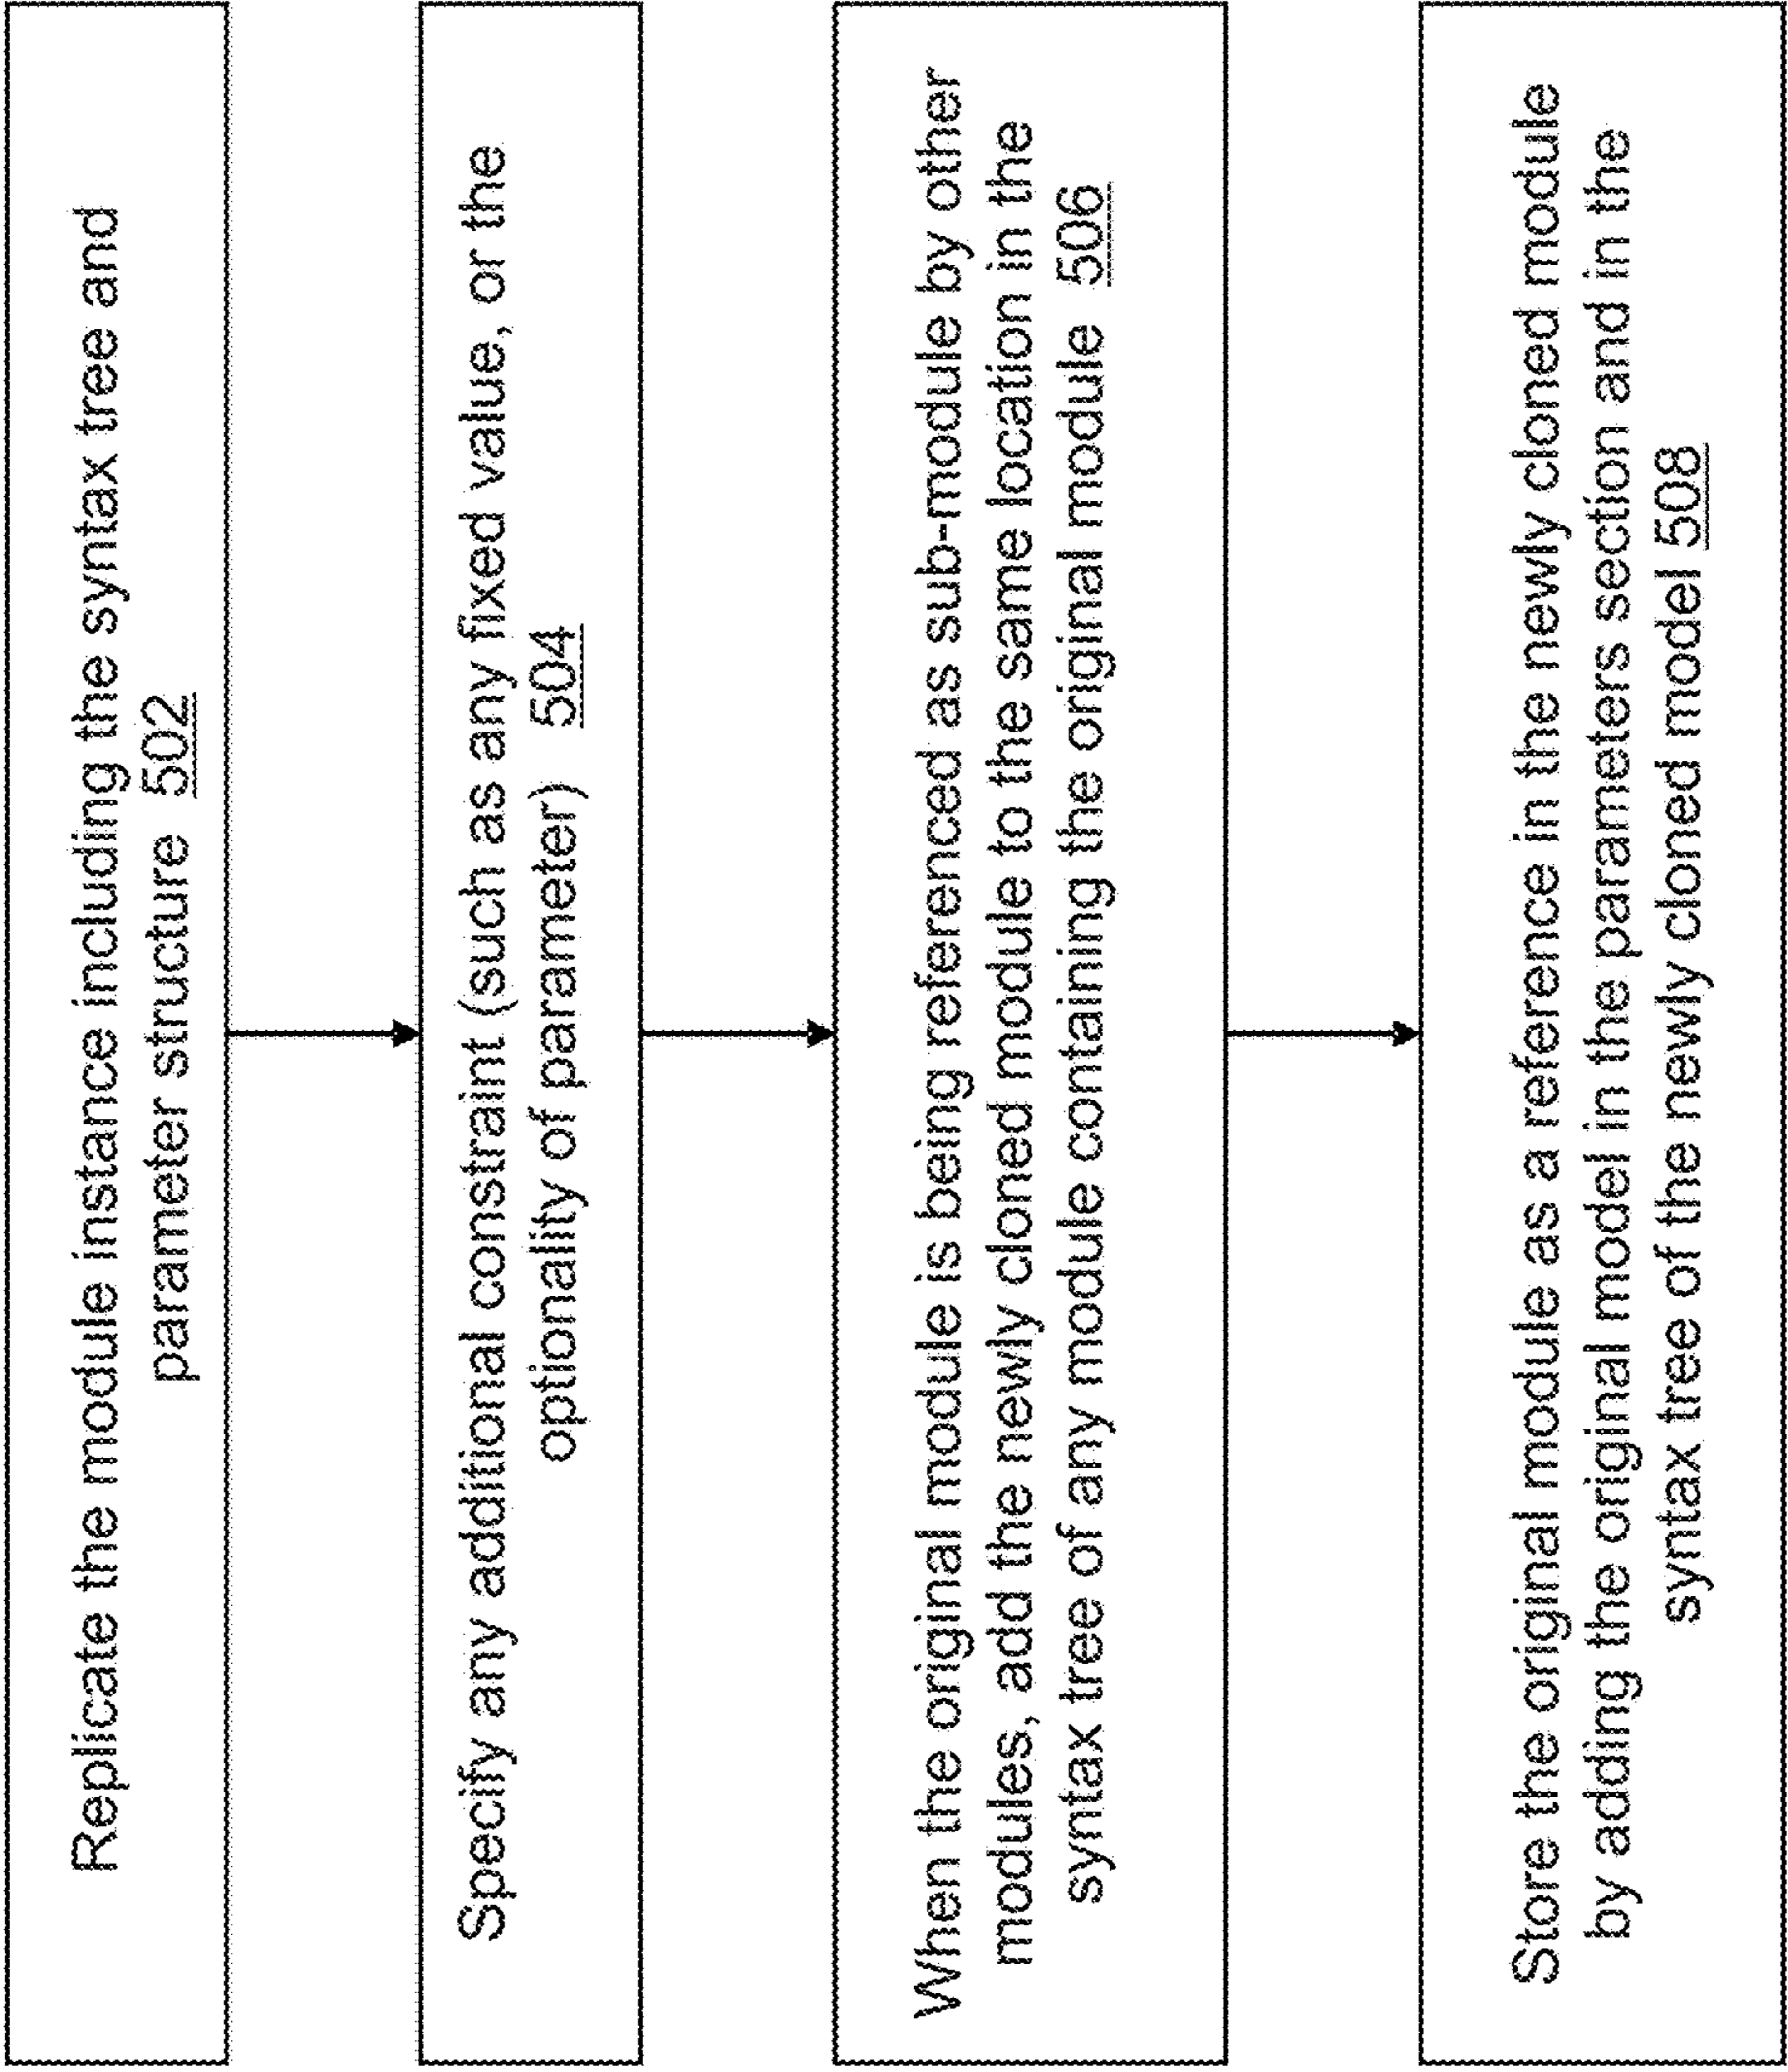 Replicate the module instance including the syntax tree and
parameter structure 502
Specify any additional constraint (such as any fixed value, or the
optionality of parameter) 504
When the original module is being referenced as sub-module by other
modules, add the newly cloned module to the same location in the
syntax tree of any module containing the original module 506
Store the original module as a reference in the newly cloned module
by adding the original model in the parameters section and in the
syntax tree of the newly cloned model 508